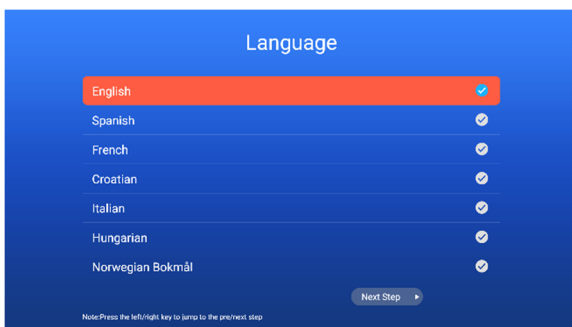 Language
English
Spanish
French
Croatian
Italian
Hungarian
Norwegian Bokmål
Next Step
Note:Press the left/right key to jump to the pre/next step